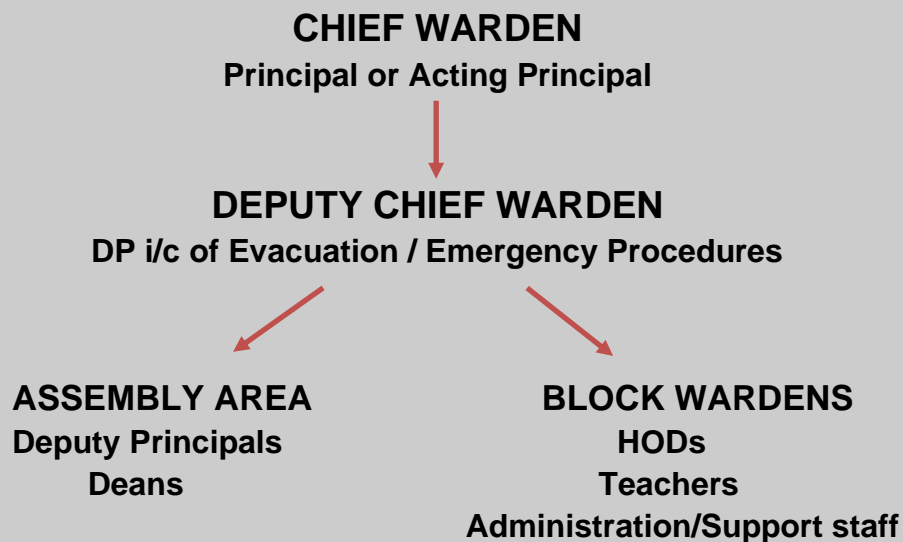 CHIEF WARDEN
Principal or Acting Principal
DEPUTY CHIEF WARDEN
DP i/c of Evacuation / Emergency Procedures
ASSEMBLY AREA
Deputy Principals
Deans
BLOCK WARDENS
HODs
Teachers
Administration/Support staff